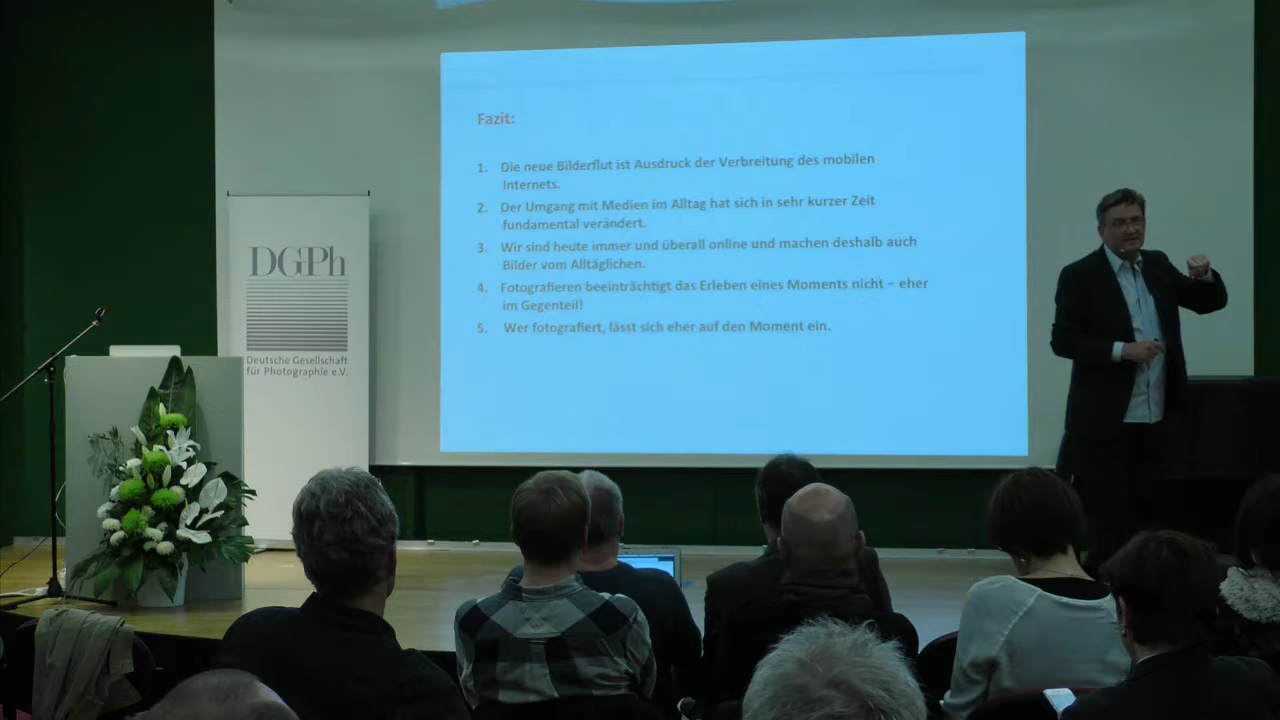 Fazit:
1. Die neue Bilderflut ist Ausdruck der Verbreitung des mobilen
Internets.
2. Der Umgang mit Medien im Alltag hat sich in sehr kurzer Zeit
fundamental verändert.
3. Wir sind heute immer und überall online und machen deshalb auch
Bilder vom Alltäglichen.
4. Fotografieren beeinträchtigt das Erleben eines Moments nicht – eher
im Gegenteil!
5. Wer fotografiert, lässt sich eher auf den Moment ein.
DGPh
Deutsche Gesellschaft
für Photographie e.V.